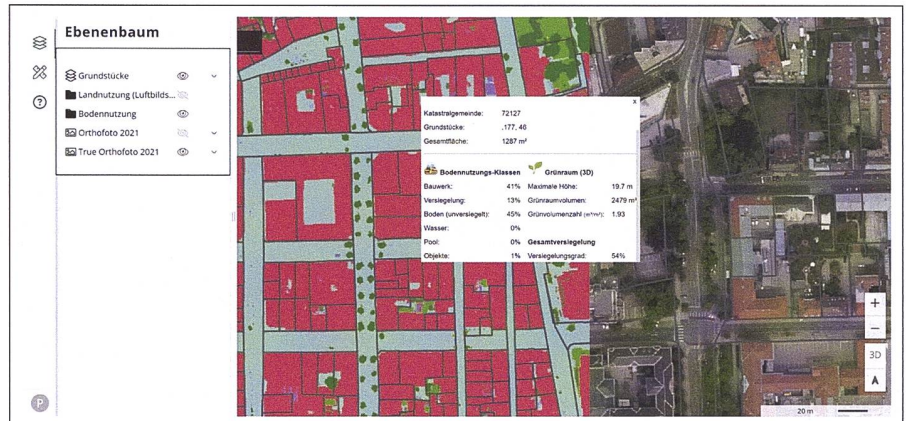 Ebenenbaum
Grundstücke
Landnutzung (Luftbilds...
Bodennutzung
Orthofoto 2021
True Orthofoto 2021
?
P
x
Katastralgemeinde: 72127
Grundstücke: .177, 46
Gesamtfläche: 1287 m²
Bodennutzungs-Klassen Grünraum (3D)
Bauwerk: 41% Maximale Höhe: 19.7 m
Versiegelung: 13% Grünraumvolumen: 2479 m³
Boden (unversiegelt): 45% Grünvolumenzahl (m³/m²): 1.93
Wasser: 0%
Pool: 0% Gesamtversiegelung
Objekte: 1% Versiegelungsgrad: 54%
+
−
3D
20 m